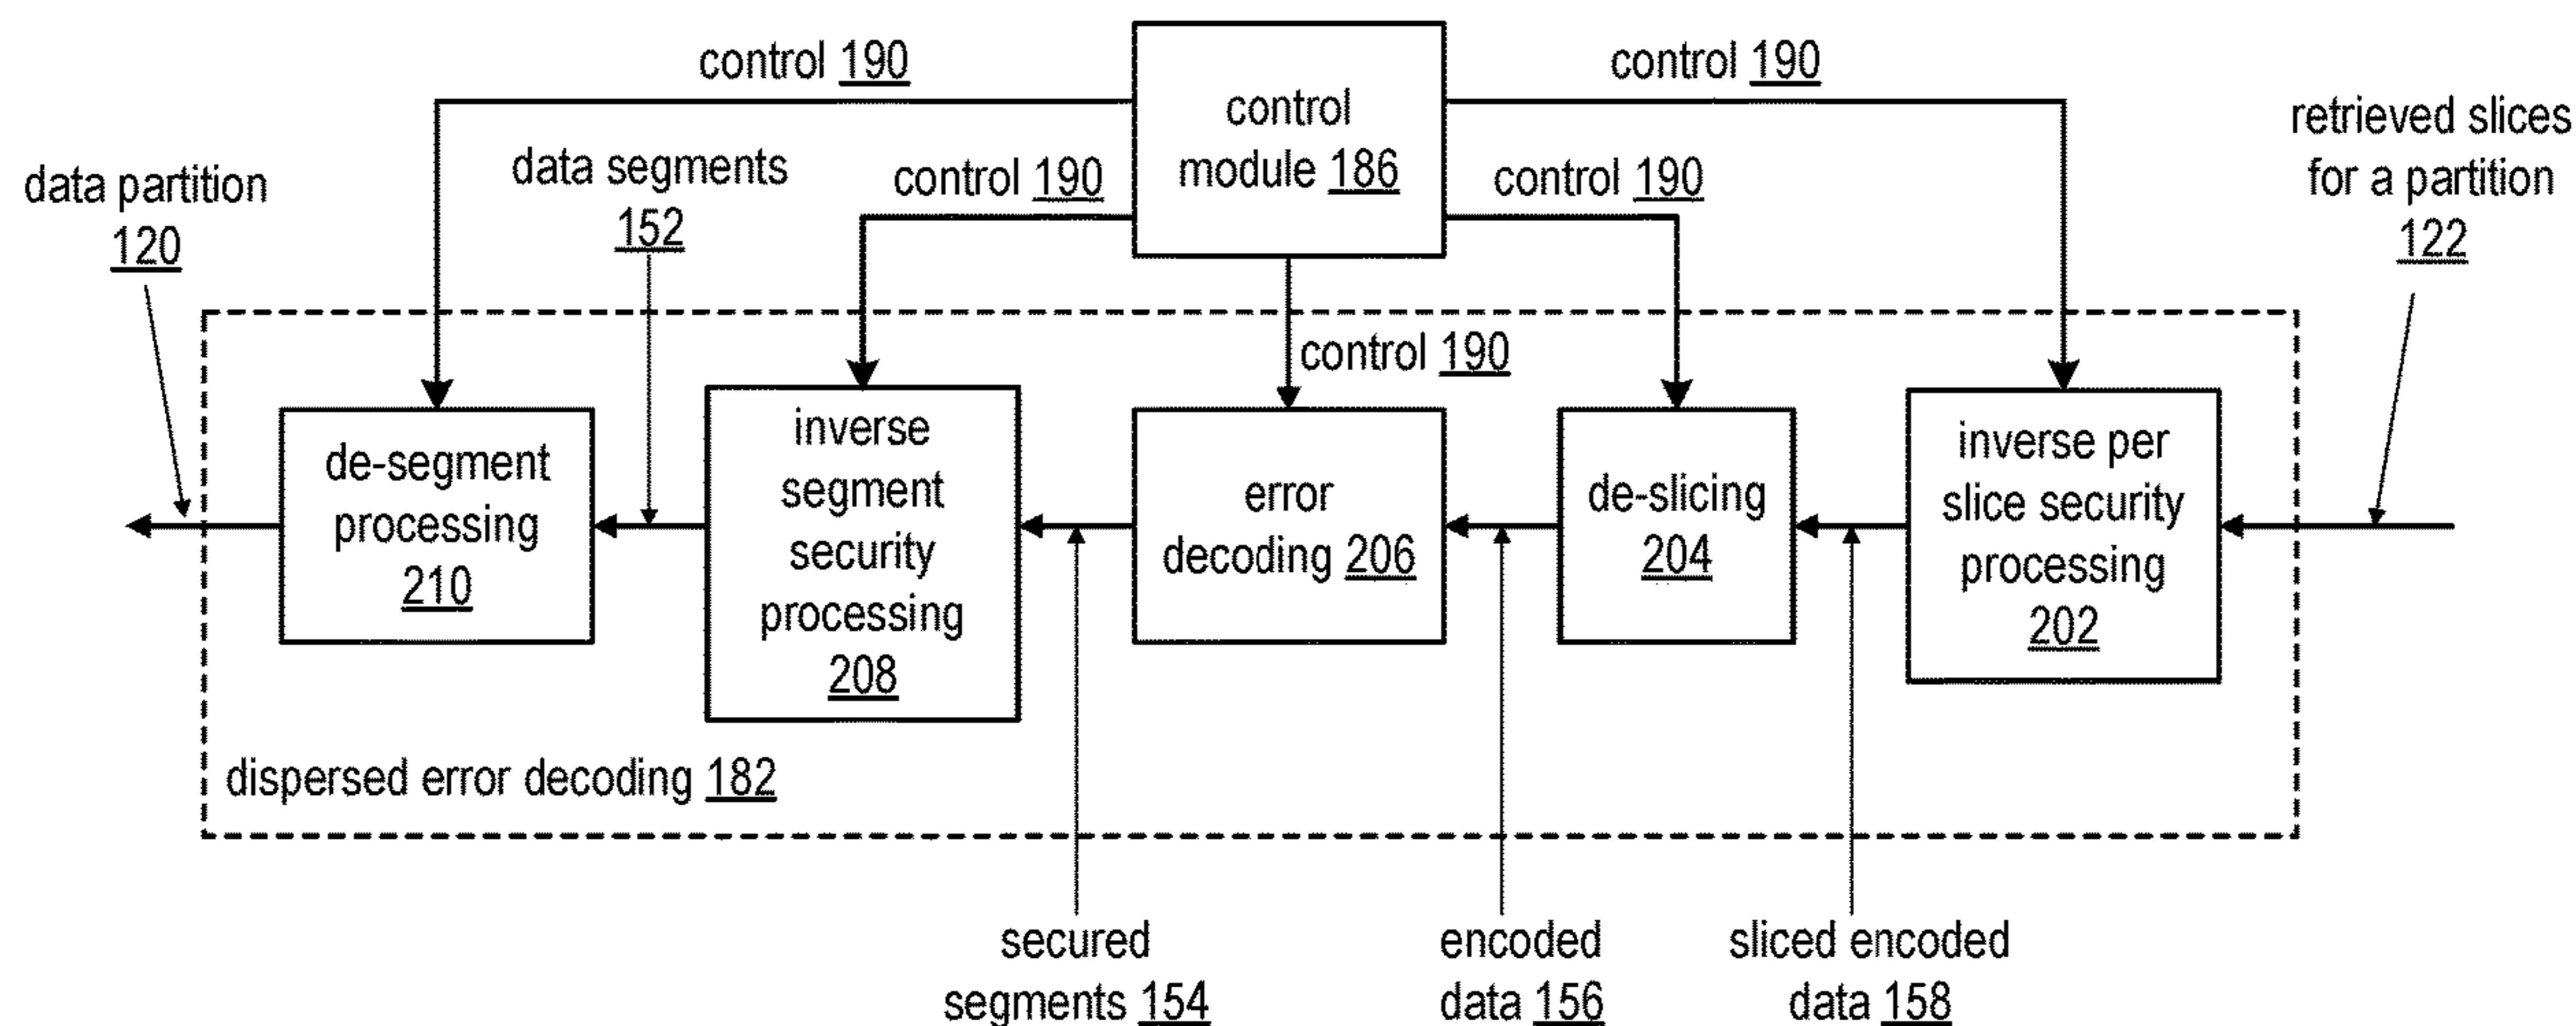 control 190
control 190
control
module 186
retrieved slices
for a partition
122
data partition
120
data segments
152
control 190
control 190
control 190
de-segment
processing
210
inverse
segment
security
processing
208
error
decoding 206
de-slicing
204
inverse per
slice security
processing
202
dispersed error decoding 182
secured
segments 154
encoded
data 156
sliced encoded
data 158